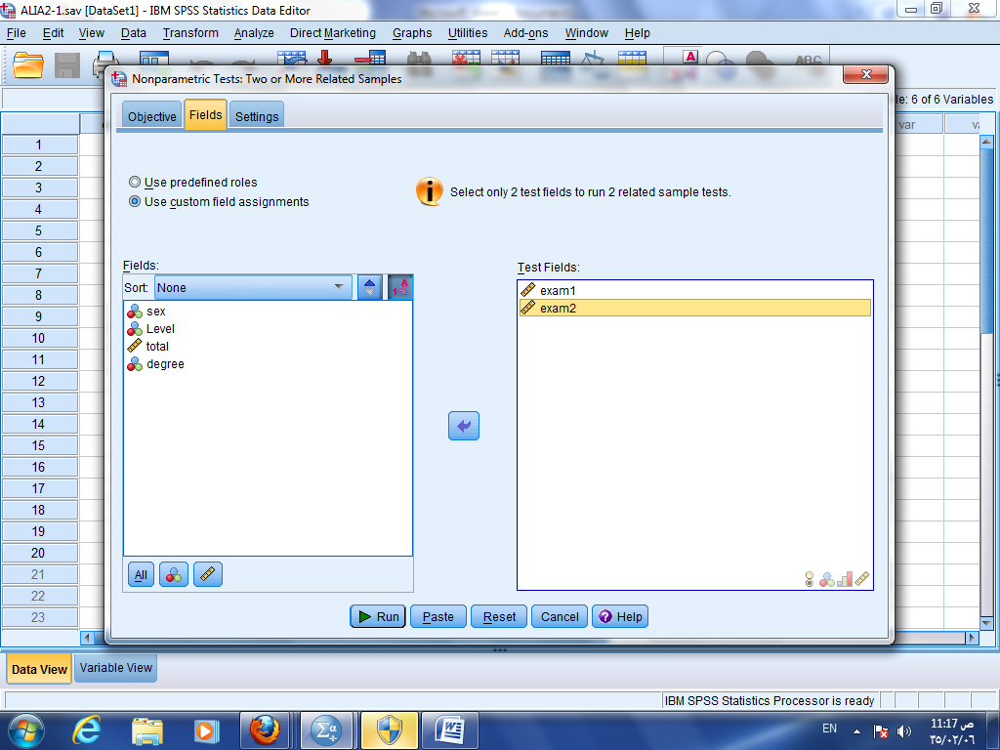 ALIA2-1.sav [DataSet1] - IBM SPSS Statistics Data Editor
File Edit View Data Transform Analyze Direct Marketing Graphs Utilities Add-ons Window Help
A
ABC
Nonparametric Tests: Two or More Related Samples
le: 6 of 6 Variables
Objective Fields Settings
var
1
2
3
4
5
6
7
8
9
10
11
12
13
14
15
16
17
18
19
20
21
22
23
Use predefined roles
Use custom field assignments
Select only 2 test fields to run 2 related sample tests.
Fields:
Sort: None
sex
Level
total
degree
All
Test Fields:
exam1
exam2
Run Paste Reset Cancel Help
Data View Variable View
IBM SPSS Statistics Processor is ready
EN
11:17 ص
٣٥/٠٢/٠٦